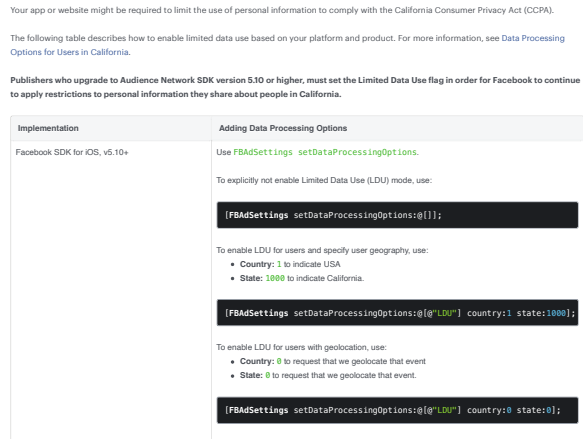 Your app or website might be required to limit the use of personal information to comply with the California Consumer Privacy Act (CCPA).
The following table describes how to enable limited data use based on your platform and product. For more information, see Data Processing
Options for Users in California.
Publishers who upgrade to Audience Network SDK version 5.10 or higher, must set the Limited Data Use flag in order for Facebook to continue
to apply restrictions to personal information they share about people in California.
Implementation
Adding Data Processing Options
Facebook SDK for iOS, v5.10+
Use FBAdSettings setDataProcessingOptions.
To explicitly not enable Limited Data Use (LDU) mode, use:
[FBAdSettings setDataProcessingOptions:@[]];
To enable LDU for users and specify user geography, use:
• Country: 1 to indicate USA
• State: 1000 to indicate California.
[FBAdSettings setDataProcessingOptions:@[@"LDU"] country:1 state:1000];
To enable LDU for users with geolocation, use:
• Country: 0 to request that we geolocate that event
• State: 0 to request that we geolocate that event.
[FBAdSettings setDataProcessingOptions:@[@"LDU"] country:0 state:0];